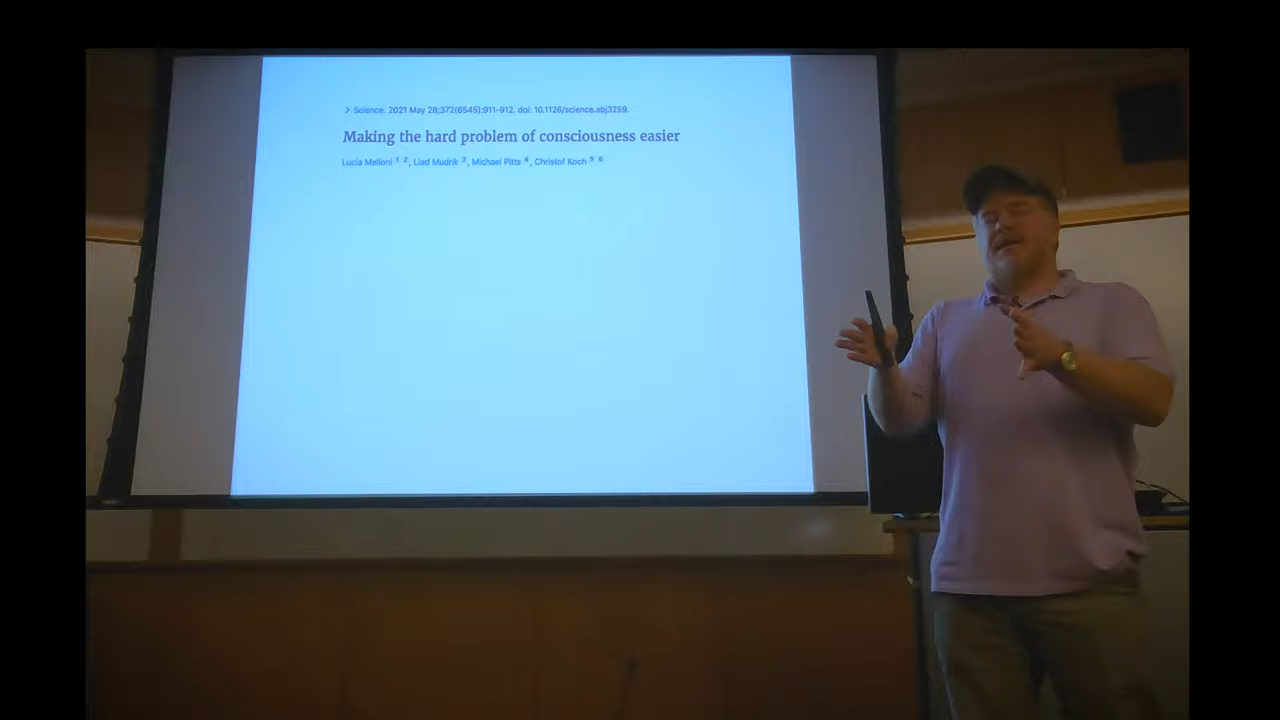 > Science. 2021 May 28;372(6545):911-912. doi: 10.1126/science.abj3259.
Making the hard problem of consciousness easier
Lucia Melloni 1 2, Liad Mudrik 3, Michael Pitts 4, Christof Koch 5 6